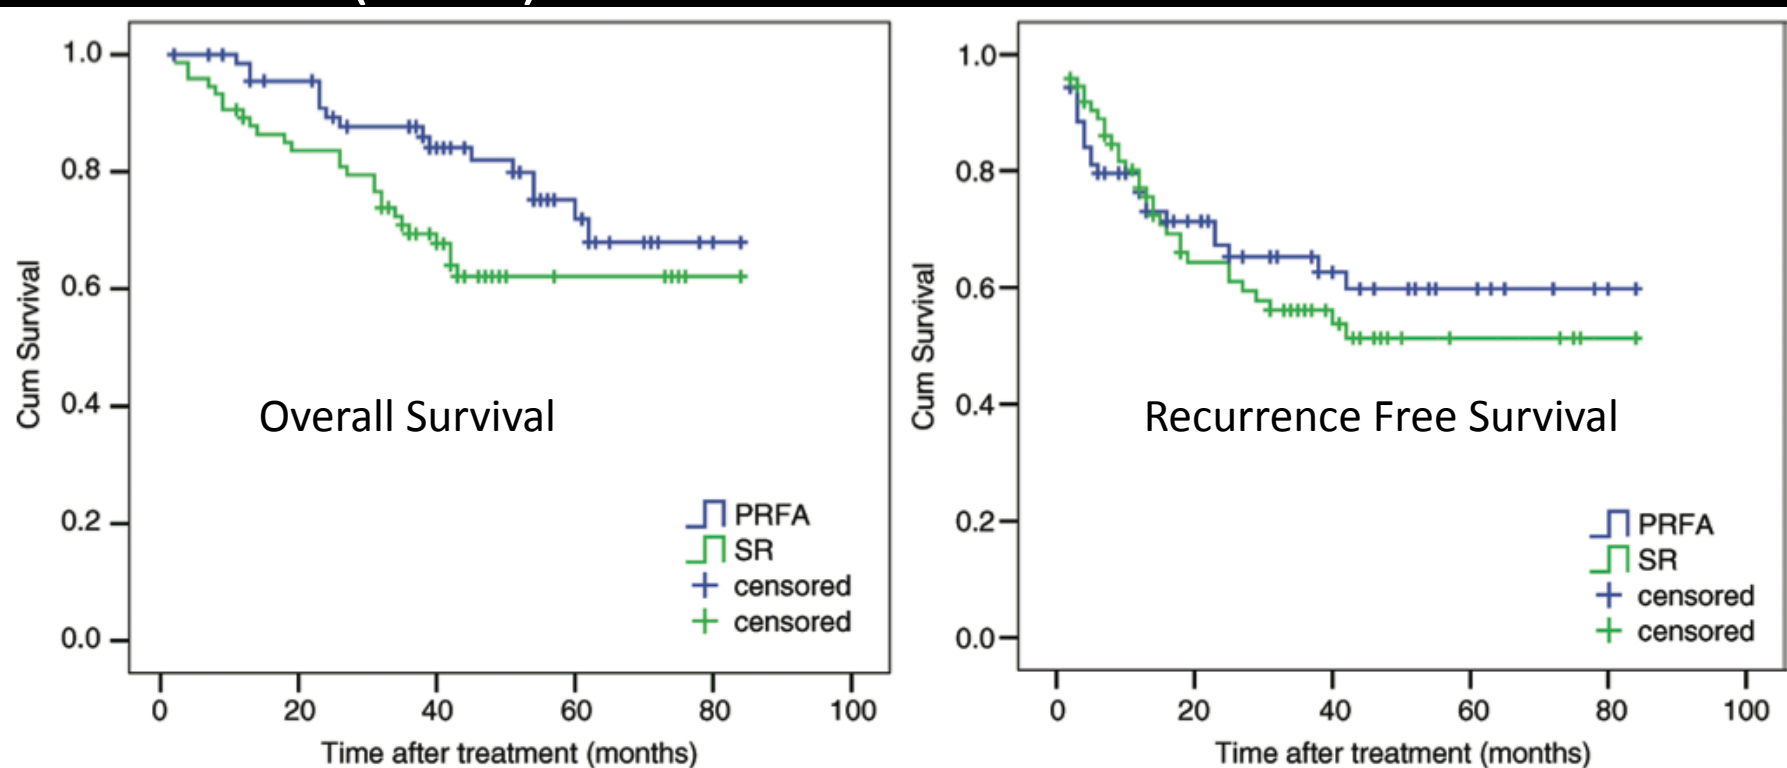 1.0
0.8
0.6
0.4
0.2
0.0
Cum Survival
Overall Survival
PRFA
SR
censored
censored
0 20 40 60 80 100
Time after treatment (months)
1.0
0.8
0.6
0.4
0.2
0.0
Cum Survival
Recurrence Free Survival
PRFA
SR
censored
censored
0 20 40 60 80 100
Time after treatment (months)